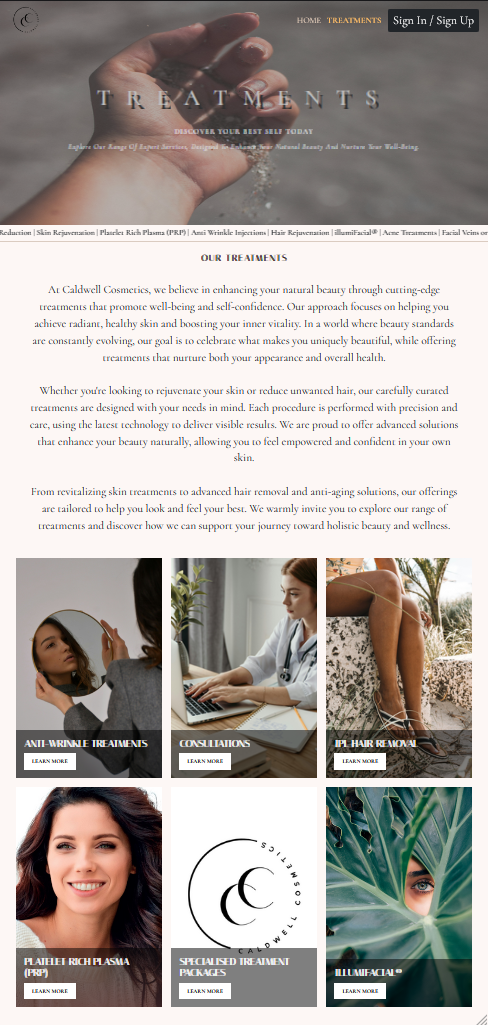 HOME TREATMENTS Sign In / Sign Up
TREATMENTS
DISCOVER YOUR BEST SELF TODAY
Explore Our Range Of Expert Services, Designed To Enhance Your Natural Beauty And Nurture Your Well-Being.
Reduction | Skin Rejuvenation | Platelet Rich Plasma (PRP) | Anti Wrinkle Injections | Hair Rejuvenation | illumiFacial® | Acne Treatments | Facial Veins or
OUR TREATMENTS
At Caldwell Cosmetics, we believe in enhancing your natural beauty through cutting-edge
treatments that promote well-being and self-confidence. Our approach focuses on helping you
achieve radiant, healthy skin and boosting your inner vitality. In a world where beauty standards
are constantly evolving, our goal is to celebrate what makes you uniquely beautiful, while offering
treatments that nurture both your appearance and overall health.
Whether you're looking to rejuvenate your skin or reduce unwanted hair, our carefully curated
treatments are designed with your needs in mind. Each procedure is performed with precision and
care, using the latest technology to deliver visible results. We are proud to offer advanced solutions
that enhance your beauty naturally, allowing you to feel empowered and confident in your own
skin.
From revitalizing skin treatments to advanced hair removal and anti-aging solutions, our offerings
are tailored to help you look and feel your best. We warmly invite you to explore our range of
treatments and discover how we can support your journey toward holistic beauty and wellness.
ANTI-WRINKLE TREATMENTS
LEARN MORE
CONSULTATIONS
LEARN MORE
IPL HAIR REMOVAL
LEARN MORE
PLATELET RICH PLASMA
(PRP)
LEARN MORE
CC
CALDWELL COSMETICS
SPECIALISED TREATMENT
PACKAGES
LEARN MORE
ILLUMIFACIAL®
LEARN MORE